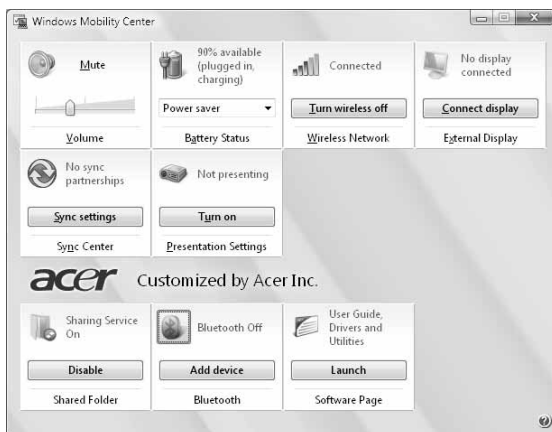 Windows Mobility Center
Mute
Volume
90% available
(plugged in,
charging)
Power saver
Battery Status
Connected
Turn wireless off
Wireless Network
No display
connected
Connect display
External Display
No sync
partnerships
Sync settings
Sync Center
Not presenting
Turn on
Presentation Settings
acer Customized by Acer Inc.
Sharing Service
On
Disable
Shared Folder
Bluetooth Off
Add device
Bluetooth
User Guide,
Drivers and
Utilities
Launch
Software Page